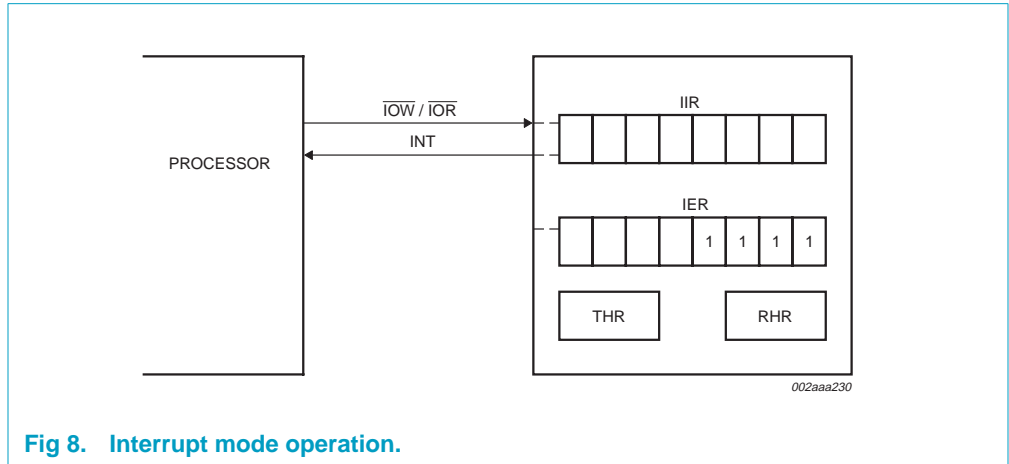 IOW / IOR
INT
PROCESSOR
IIR
IER
1 1 1 1
THR
RHR
002aaa230
Fig 8. Interrupt mode operation.